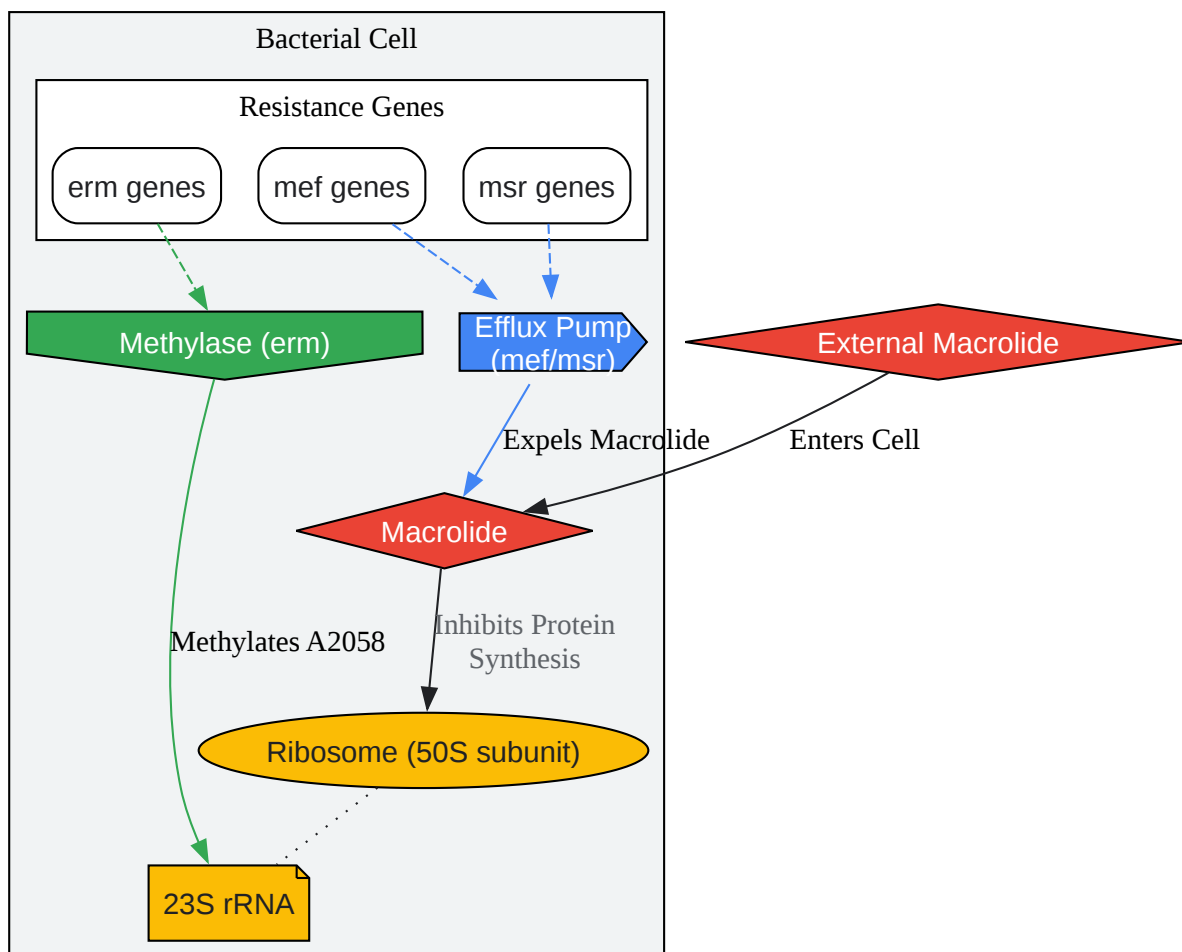 Bacterial Cell
Resistance Genes
erm genes
mef genes
msr genes
Methylase (erm)
Efflux Pump
(mef/msr)
External Macrolide
Expels Macrolide
Enters Cell
Macrolide
Inhibits Protein
Synthesis
Methylates A2058
Ribosome (50S subunit)
23S rRNA